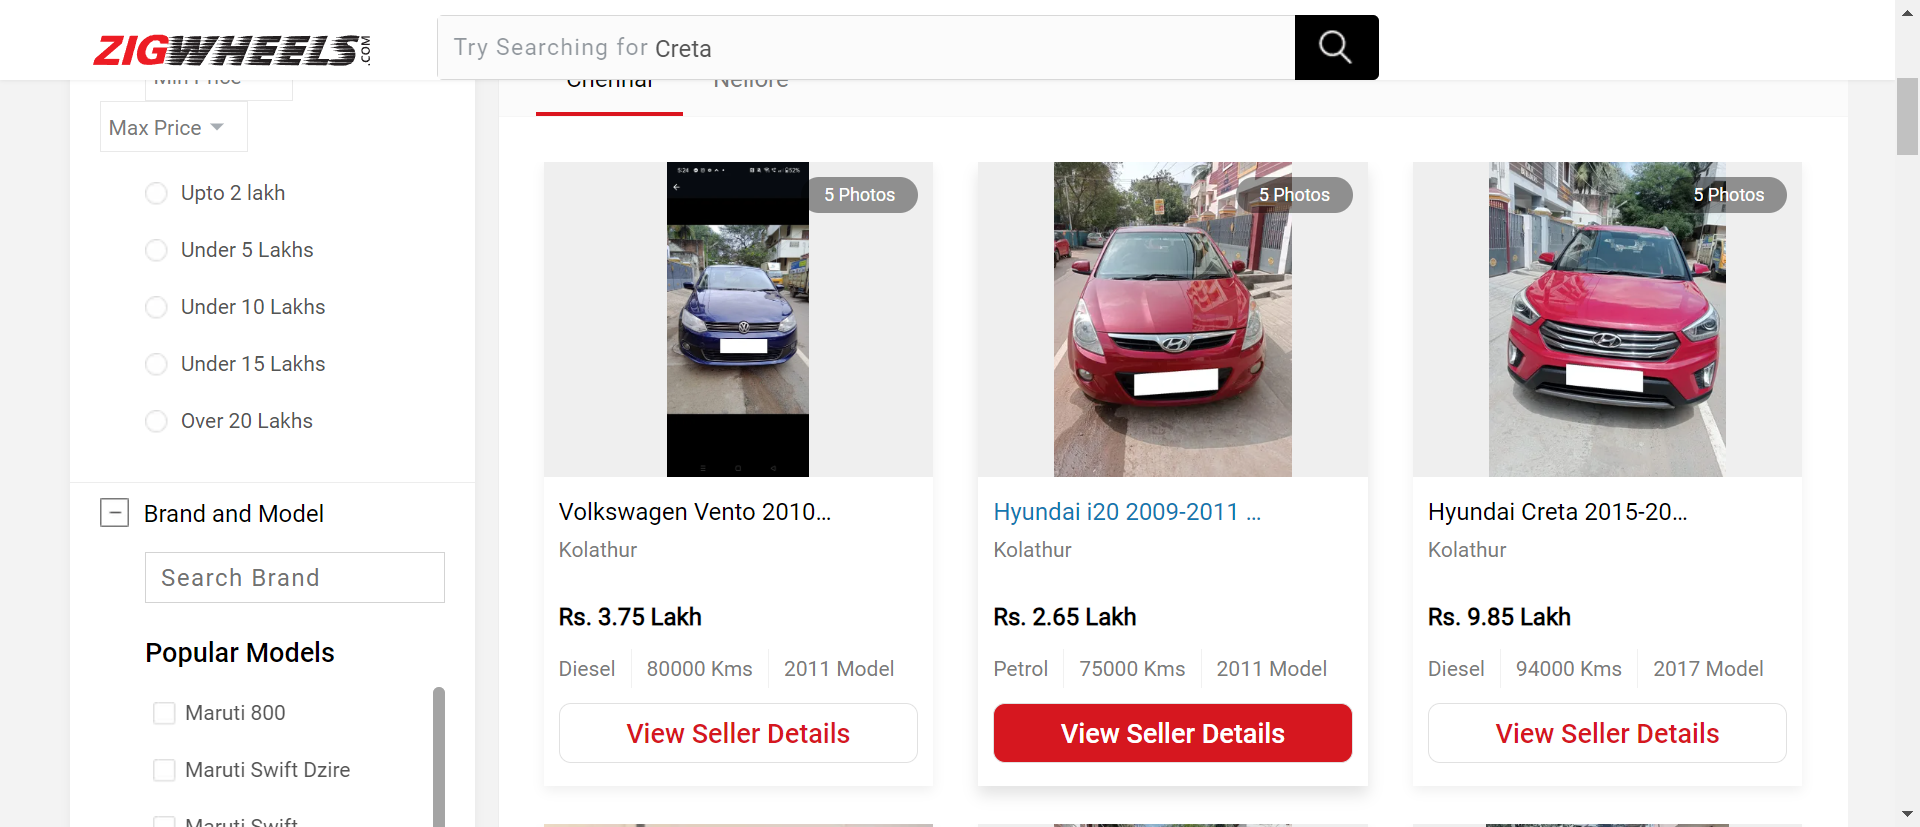 ZIGWHEELS.COM
Try Searching for Creta
Min Price
Max Price
Upto 2 lakh
Under 5 Lakhs
Under 10 Lakhs
Under 15 Lakhs
Over 20 Lakhs
Brand and Model
Search Brand
Popular Models
Maruti 800
Maruti Swift Dzire
Maruti Swift
Chennai
Nellore
5:24
52%
5 Photos
Volkswagen Vento 2010...
Kolathur
Rs. 3.75 Lakh
Diesel 80000 Kms 2011 Model
View Seller Details
5 Photos
Hyundai i20 2009-2011 ...
Kolathur
Rs. 2.65 Lakh
Petrol 75000 Kms 2011 Model
View Seller Details
5 Photos
Hyundai Creta 2015-20...
Kolathur
Rs. 9.85 Lakh
Diesel 94000 Kms 2017 Model
View Seller Details